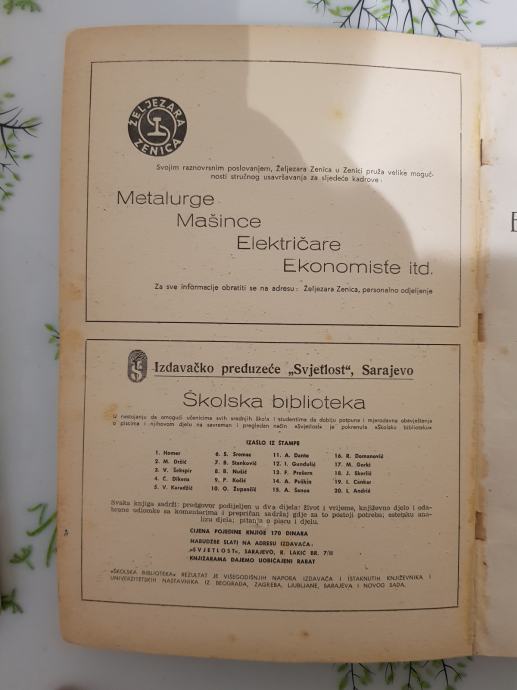 ŽELJEZARA
ZENICA
Svojim raznovrsnim poslovanjem, Željezara Zenica u Zenici pruža velike moguć-
nosti stručnog usavršavanja za sljedeće kadrove:
Metalurge
Mašince
Električare
Ekonomiste itd.
Za sve informacije obratiti se na adresu: Željezara Zenica, personalno odjeljenje
Izdavačko preduzeće „Svjetlost", Sarajevo
Školska biblioteka
U nastojanju da omogući učenicima svih srednjih škola i studentima da dobiju potpuna i mjerodavna obavještenja
o piscima i njihovom djelu na savreman i pregledan način «Svjetlost» je pokrenula «Školsku biblioteku»
IZAŠLO IZ ŠTAMPE
1. Homer 6. S. Sremac 11. A. Dante 16. R. Domanović
2. M. Držić 7. B. Stanković 12. I. Gundulić 17. M. Gorki
3. V. Šekspir 8. B. Nušić 13. F. Prešern 18. J. Skerlić
4. Č. Dikens 9. P. Kočić 14. A. Puškin 19. I. Cankar
5. V. Karadžić 10. O. Župančič 15. A. Šenoa 20. I. Andrić
Svaka knjiga sadrži: predgovor podijeljen u dva dijela: život i vrijeme, književno djelo i oda-
brane odlomke sa komentarima i prepričan sadržaj gdje za to postoji potreba, estetsku ana-
lizu djela; pitanja o piscu i djelu.
CIJENA POJEDINE KNJIGE 170 DINARA
NARUDŽBE SLATI NA ADRESU IZDAVAČA:
«SVJETLOST», SARAJEVO, R. LAKIĆ BR. 7/II
KNJIŽARAMA DAJEMO UOBIČAJENI RABAT
«ŠKOLSKA BIBLIOTEKA» REZULTAT JE VIŠEGODIŠNJIH NAPORA IZDAVAČA I ISTAKNUTIH KNJIŽEVNIKA I
UNIVERZITETSKIH NASTAVNIKA IZ BEOGRADA, ZAGREBA, LJUBLJANE, SARAJEVA I NOVOG SADA.